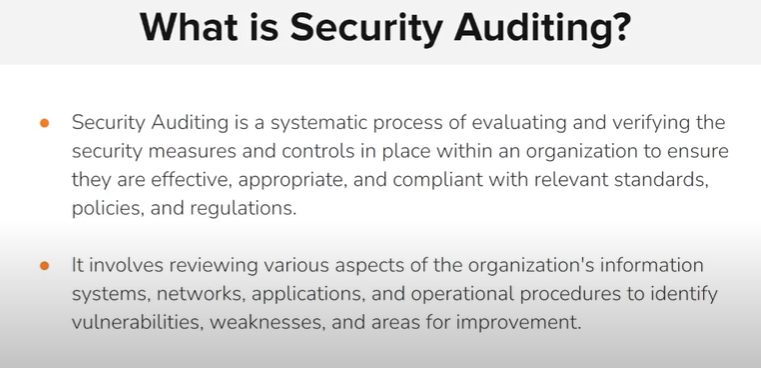 What is Security Auditing?
Security Auditing is a systematic process of evaluating and verifying the
security measures and controls in place within an organization to ensure
they are effective, appropriate, and compliant with relevant standards,
policies, and regulations.
It involves reviewing various aspects of the organization's information
systems, networks, applications, and operational procedures to identify
vulnerabilities, weaknesses, and areas for improvement.